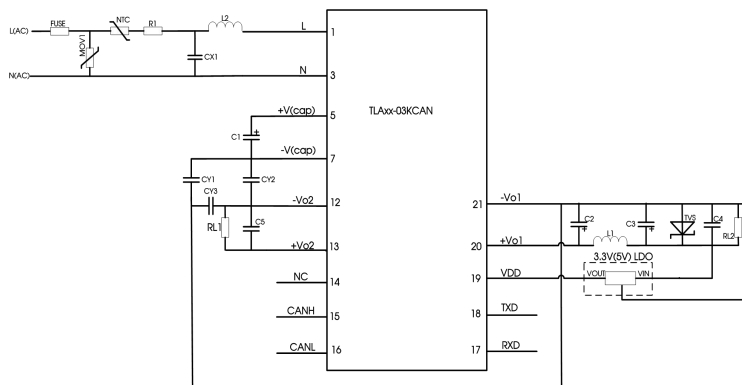 L(AC)
FUSE
MOV1
NTC
R1
CX1
L2
L
1
N(AC)
N
3
TLAxx-03KCAN
+V(cap)
5
C1
+
-V(cap)
7
CY1
CY2
CY3
-Vo2
12
RL1
C5
+Vo2
13
NC
14
CANH
15
CANL
16
21
-Vo1
C2
+
C3
+
TVS
C4
RL2
20
+Vo1
L1
3.3V(5V) LDO
19
VDD
VOUT
VIN
18
TXD
17
RXD